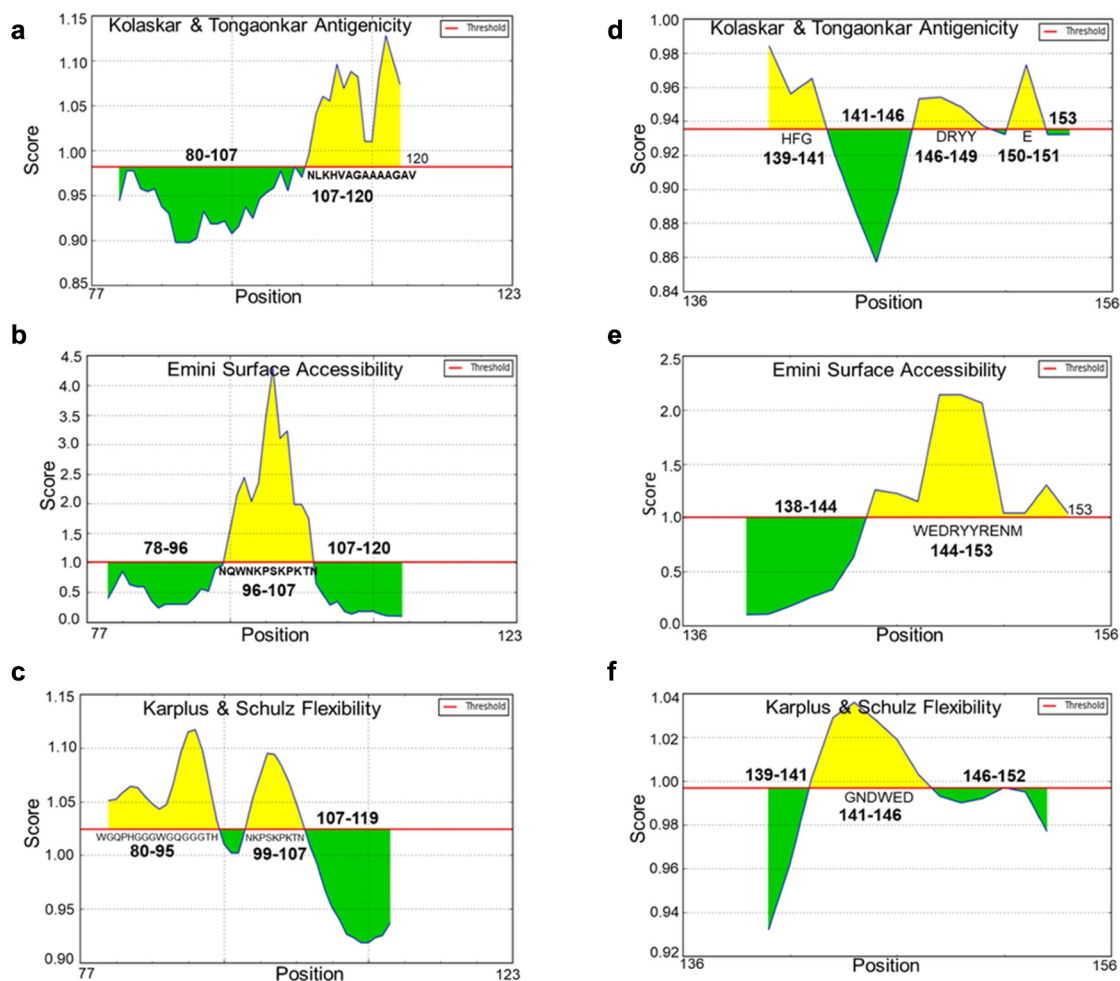 a
Kolaskar & Tongaonkar Antigenicity
Threshold
1.15
1.10
1.05
1.00
0.95
0.90
0.85
Score
80-107
120
NLKHVAGAAAAGAV
107-120
77
Position
123
b
Emini Surface Accessibility
Threshold
4.5
4.0
3.5
3.0
2.5
2.0
1.5
1.0
0.5
0.0
Score
78-96
107-120
NQWNKPSKPKTN
96-107
77
Position
123
c
Karplus & Schulz Flexibility
Threshold
1.15
1.10
1.05
1.00
0.95
0.90
Score
107-119
WGQPHGGGWGQGGGTH
NKPSKPKTN
80-95
99-107
77
Position
123
d
Kolaskar & Tongaonkar Antigenicity
Threshold
1.00
0.98
0.96
0.94
0.92
0.90
0.88
0.86
0.84
Score
141-146
153
HFG
DRYY
E
139-141
146-149
150-151
136
Position
156
e
Emini Surface Accessibility
Threshold
2.5
2.0
1.5
1.0
0.5
0.0
Score
138-144
153
WEDRYYRENM
144-153
136
Position
156
f
Karplus & Schulz Flexibility
Threshold
1.04
1.02
1.00
0.98
0.96
0.94
0.92
Score
139-141
146-152
GNDWED
141-146
136
Position
156